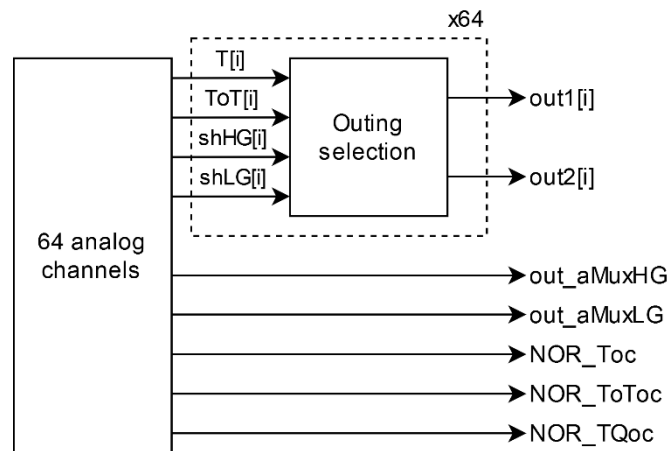 x64
T[i]
ToT[i]
shHG[i]
shLG[i]
Outing
selection
out1[i]
out2[i]
64 analog
channels
out_aMuxHG
out_aMuxLG
NOR_Toc
NOR_ToToc
NOR_TQoc